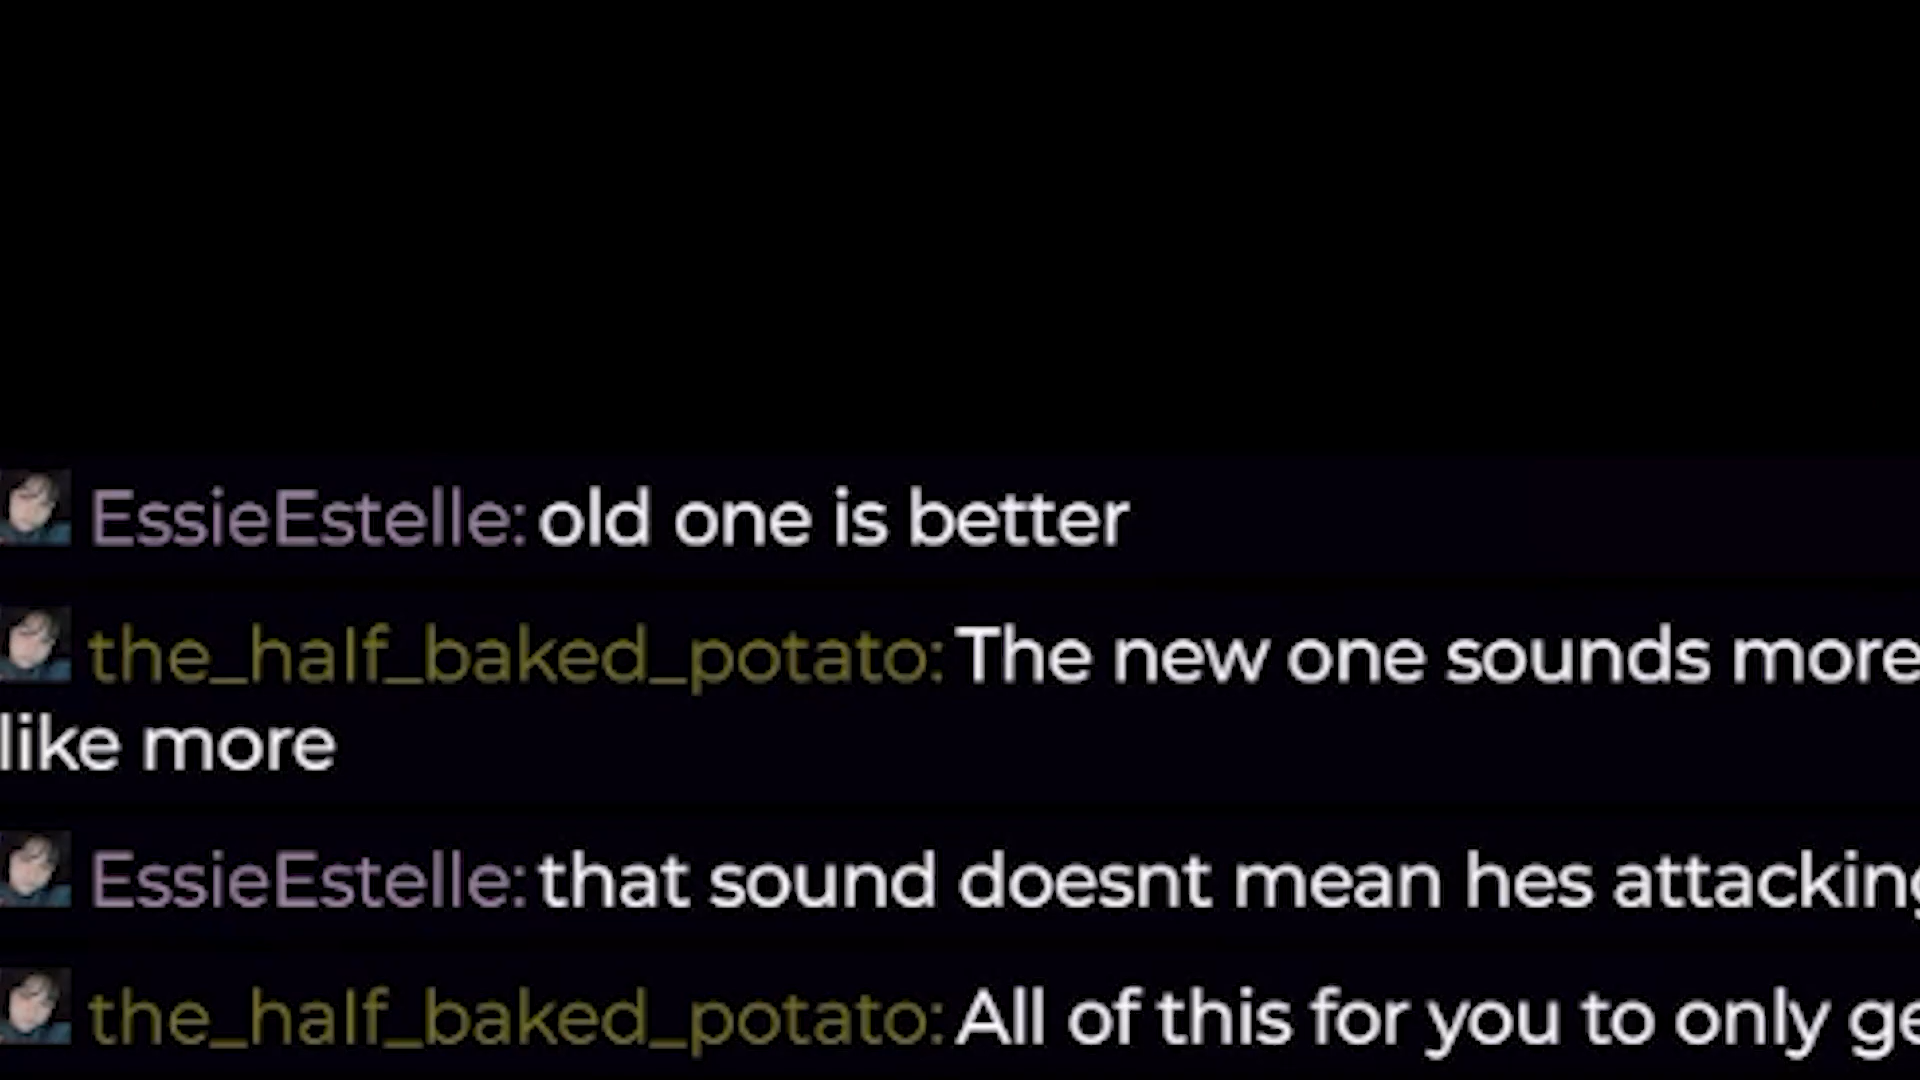 EssieEstelle: old one is better
the_half_baked_potato: The new one sounds more
like more
EssieEstelle: that sound doesnt mean hes attacking
the_half_baked_potato: All of this for you to only